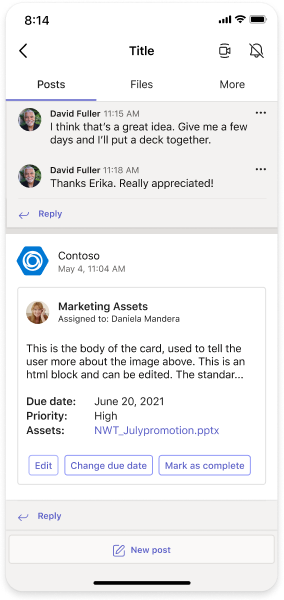 8:14
Title
Posts Files More
David Fuller 11:15 AM
I think that's a great idea. Give me a few
days and I'll put a deck together.
David Fuller 11:18 AM
Thanks Erika. Really appreciated!
Reply
Contoso
May 4, 11:04 AM
Marketing Assets
Assigned to: Daniela Mandera
This is the body of the card, used to tell the
user more about the image above. This is an
html block and can be edited. The standar...
Due date: June 20, 2021
Priority: High
Assets: NWT_Julypromotion.pptx
Edit Change due date Mark as complete
Reply
New post